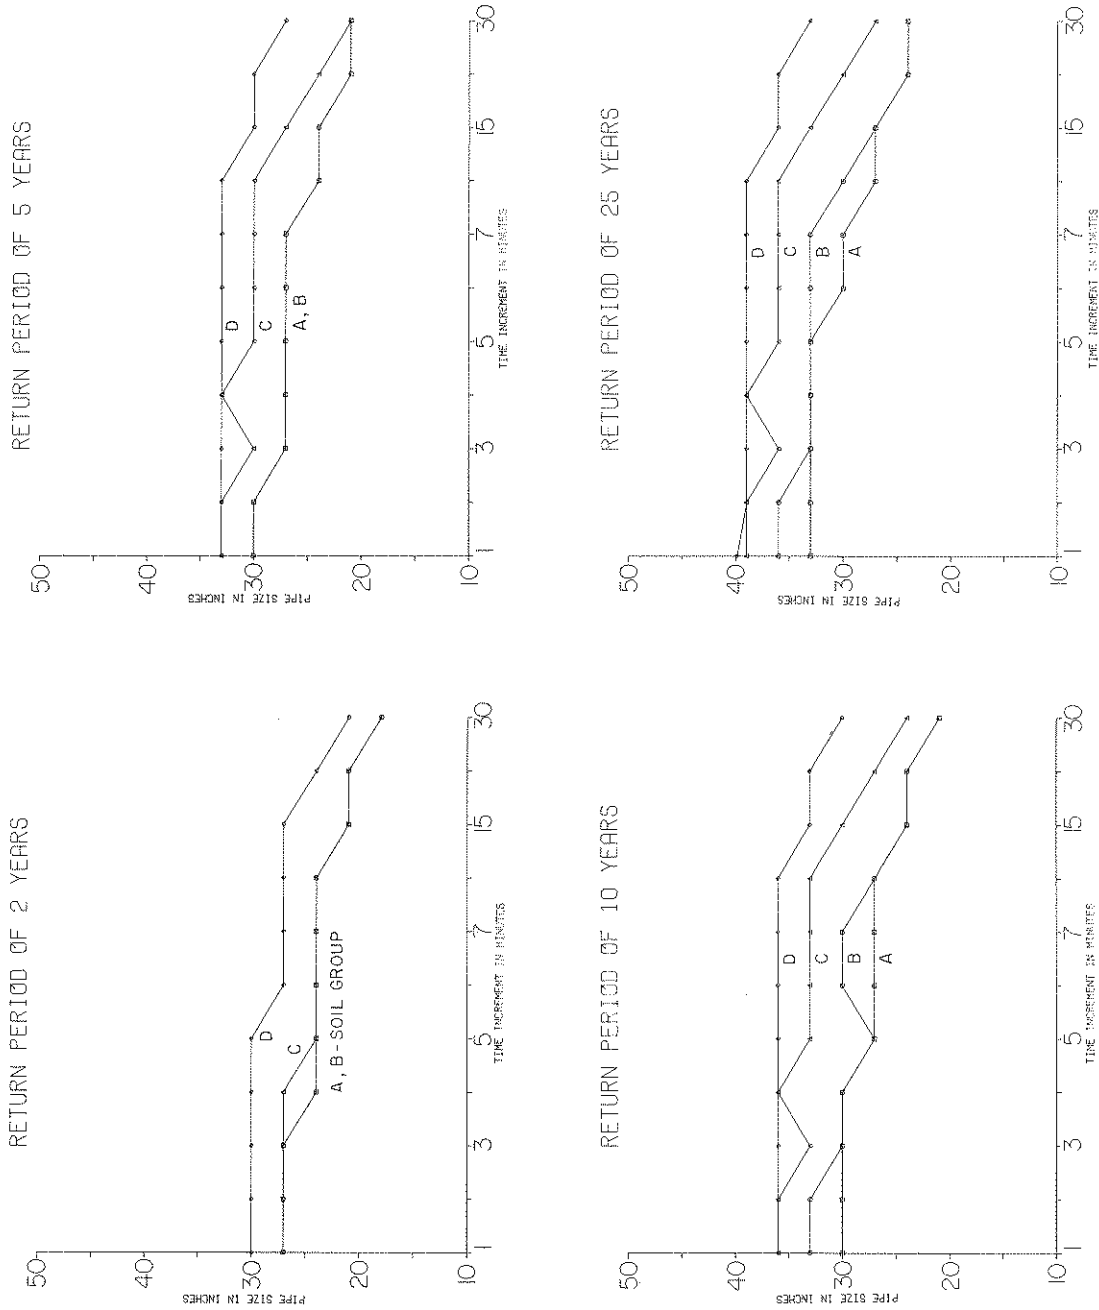 RETURN PERIOD OF 2 YEARS
50
40
30
20
10
PIPE SIZE IN INCHES
D
C
A, B - SOIL GROUP
1
3
5
7
15
30
TIME INCREMENT IN MINUTES
RETURN PERIOD OF 5 YEARS
50
40
30
20
10
PIPE SIZE IN INCHES
D
C
A, B
1
3
5
7
15
30
TIME INCREMENT IN MINUTES
RETURN PERIOD OF 10 YEARS
50
40
30
20
10
PIPE SIZE IN INCHES
D
C
B
A
1
3
5
7
15
30
TIME INCREMENT IN MINUTES
RETURN PERIOD OF 25 YEARS
50
40
30
20
10
PIPE SIZE IN INCHES
D
C
B
A
1
3
5
7
15
30
TIME INCREMENT IN MINUTES